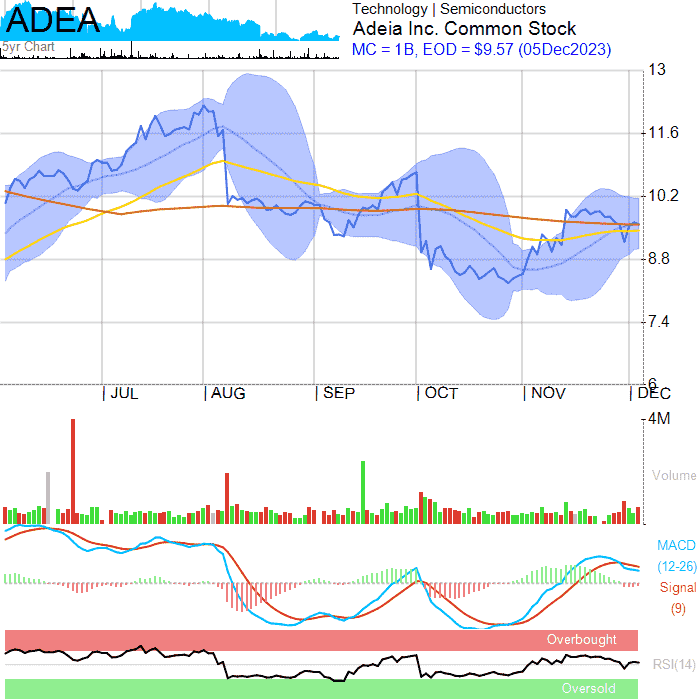 ADEA
5yr Chart
Technology | Semiconductors
Adeia Inc. Common Stock
MC = 1B, EOD = $9.57 (05Dec2023)
13
11.6
10.2
8.8
7.4
6
| JUL | AUG | SEP | OCT | NOV | DEC
4M
Volume
MACD
(12-26)
Signal
(9)
Overbought
RSI(14)
Oversold